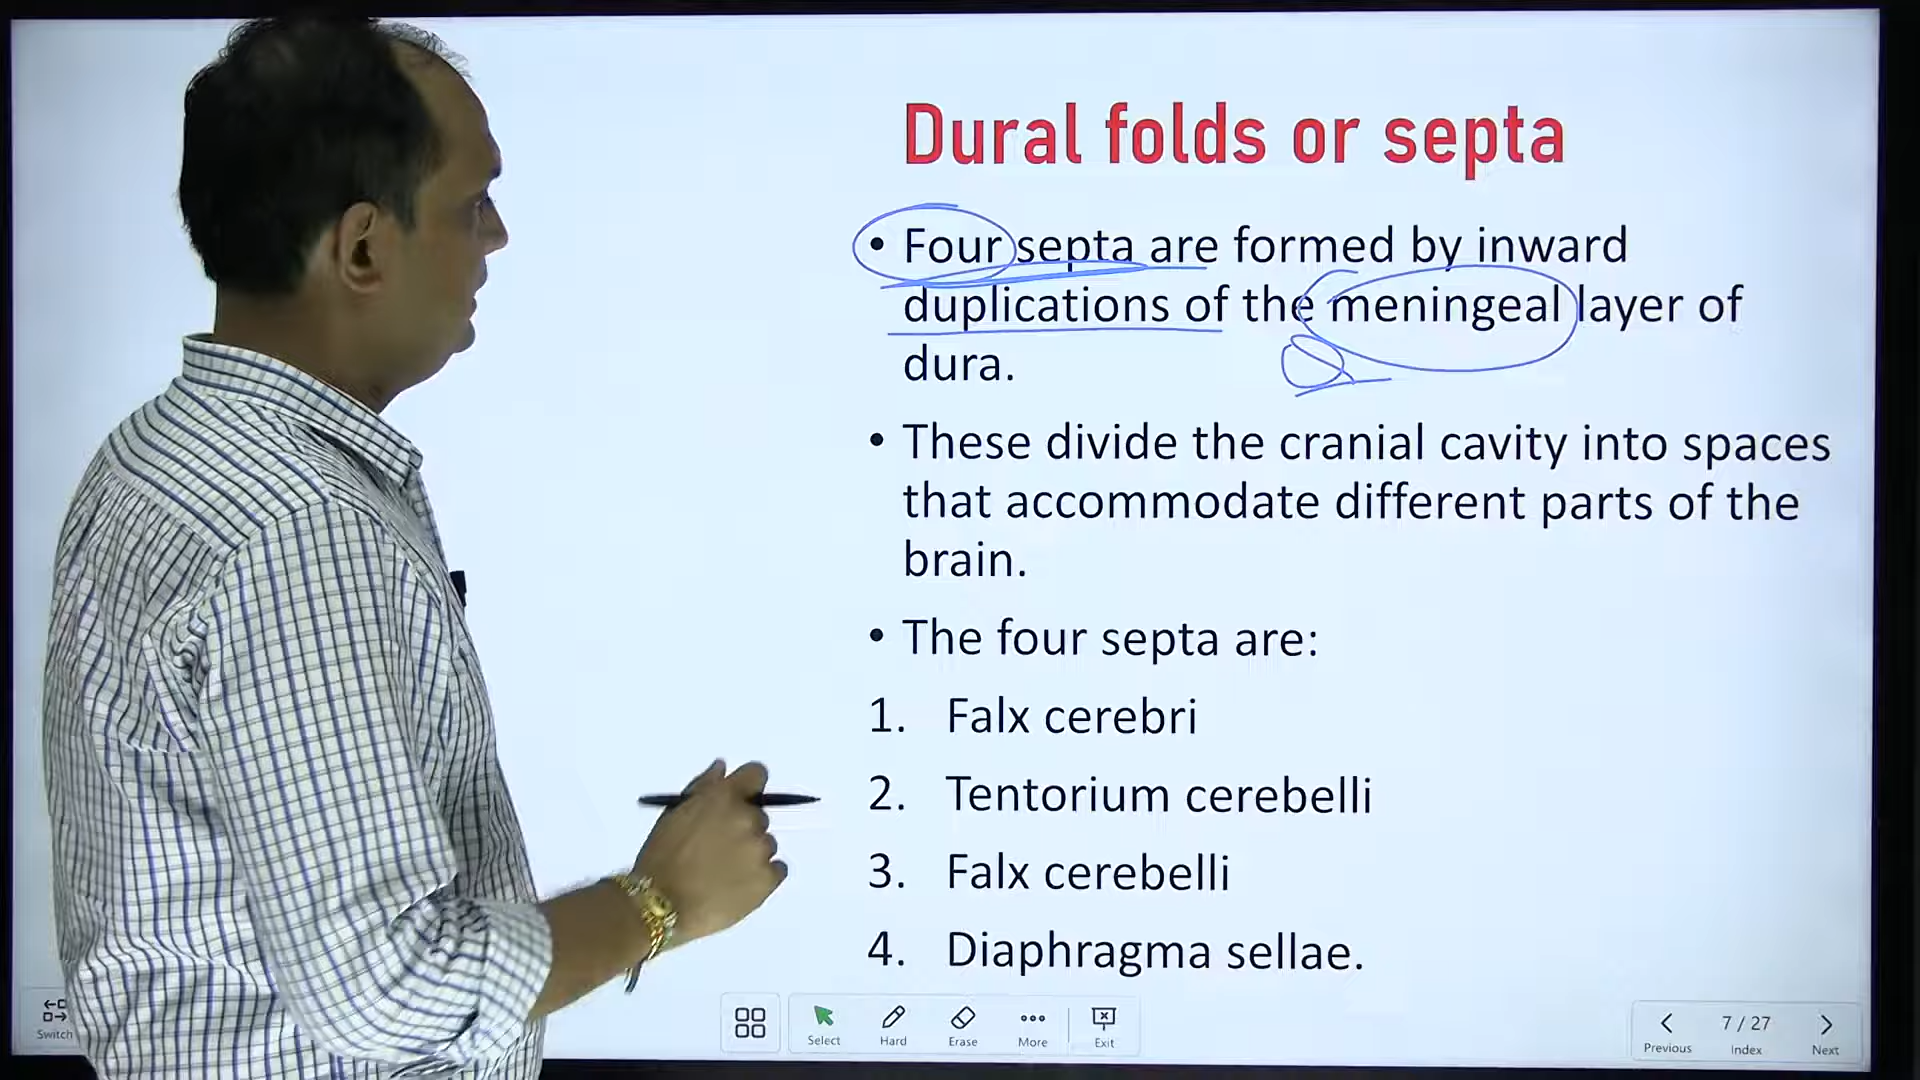 Dural folds or septa
• Four septa are formed by inward
duplications of the meningeal layer of
dura.
• These divide the cranial cavity into spaces
that accommodate different parts of the
brain.
• The four septa are:
1. Falx cerebri
2. Tentorium cerebelli
3. Falx cerebelli
4. Diaphragma sellae.
Switch
Select
Hard
Erase
More
Exit
Previous
7 / 27
Index
Next